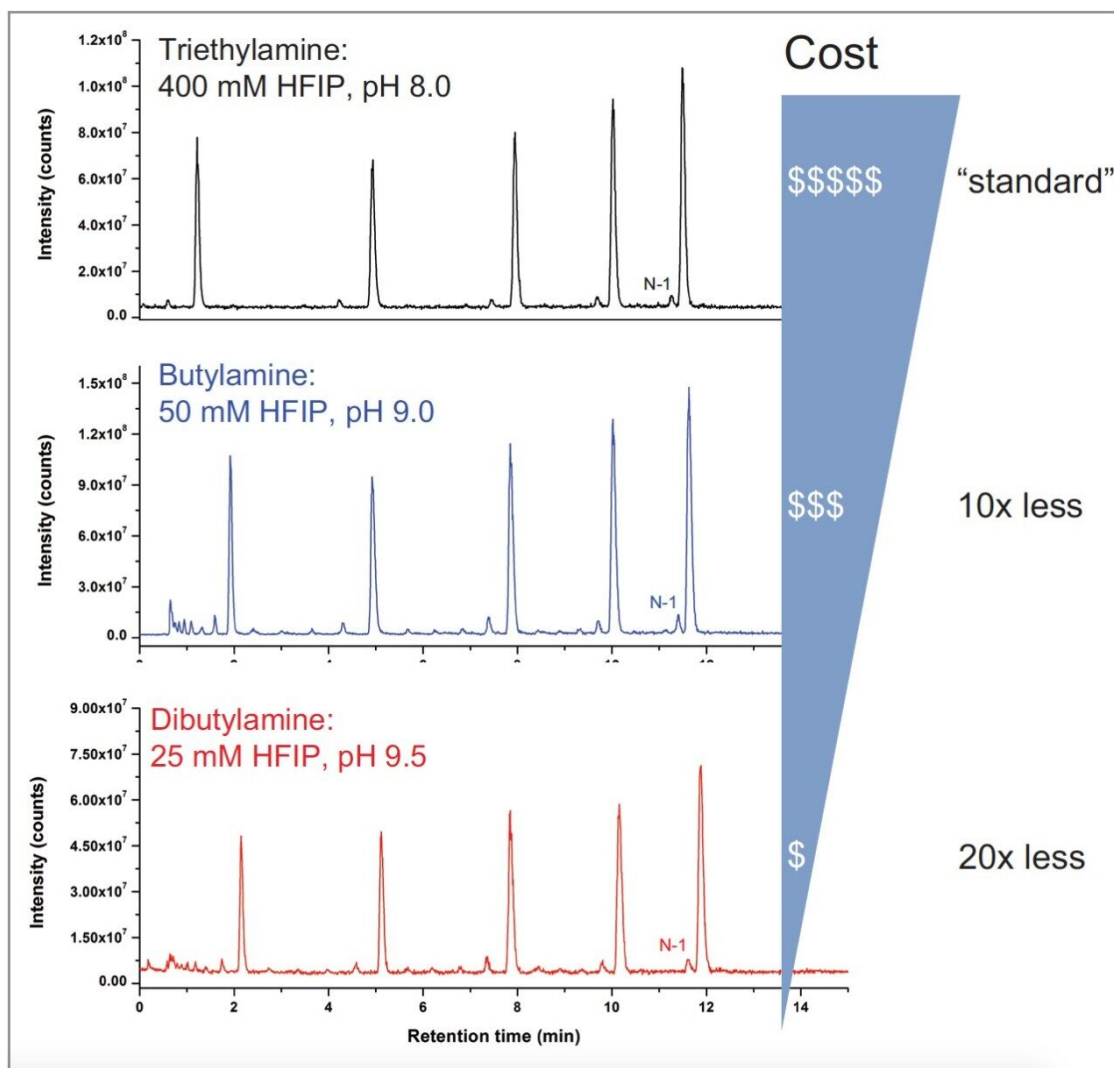 Cost
Triethylamine:
400 mM HFIP, pH 8.0
Intensity (counts)
1.2x10⁸
1.0x10⁸
8.0x10⁷
6.0x10⁷
4.0x10⁷
2.0x10⁷
0.0
N-1
$$$$$
“standard”
Butylamine:
50 mM HFIP, pH 9.0
Intensity (counts)
1.5x10⁸
1.2x10⁸
9.0x10⁷
6.0x10⁷
3.0x10⁷
0.0
N-1
$$$
10x less
Dibutylamine:
25 mM HFIP, pH 9.5
Intensity (counts)
9.00x10⁷
7.50x10⁷
6.00x10⁷
4.50x10⁷
3.00x10⁷
1.50x10⁷
0.00
N-1
$
20x less
0 2 4 6 8 10 12 14
Retention time (min)